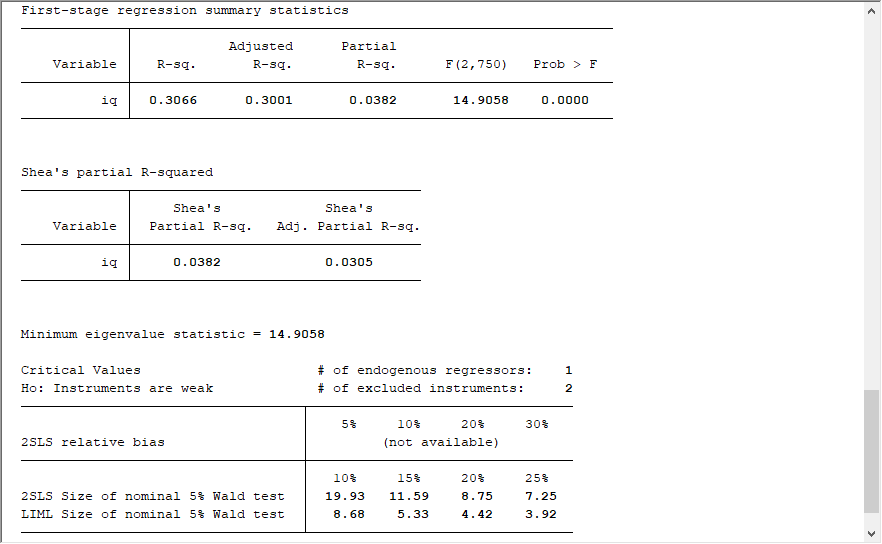 First-stage regression summary statistics
Adjusted Partial
Variable R-sq. R-sq. R-sq. F(2,750) Prob > F
iq 0.3066 0.3001 0.0382 14.9058 0.0000
Shea's partial R-squared
Shea's Shea's
Variable Partial R-sq. Adj. Partial R-sq.
iq 0.0382 0.0305
Minimum eigenvalue statistic = 14.9058
Critical Values # of endogenous regressors: 1
Ho: Instruments are weak # of excluded instruments: 2
5% 10% 20% 30%
2SLS relative bias (not available)
10% 15% 20% 25%
2SLS Size of nominal 5% Wald test 19.93 11.59 8.75 7.25
LIML Size of nominal 5% Wald test 8.68 5.33 4.42 3.92